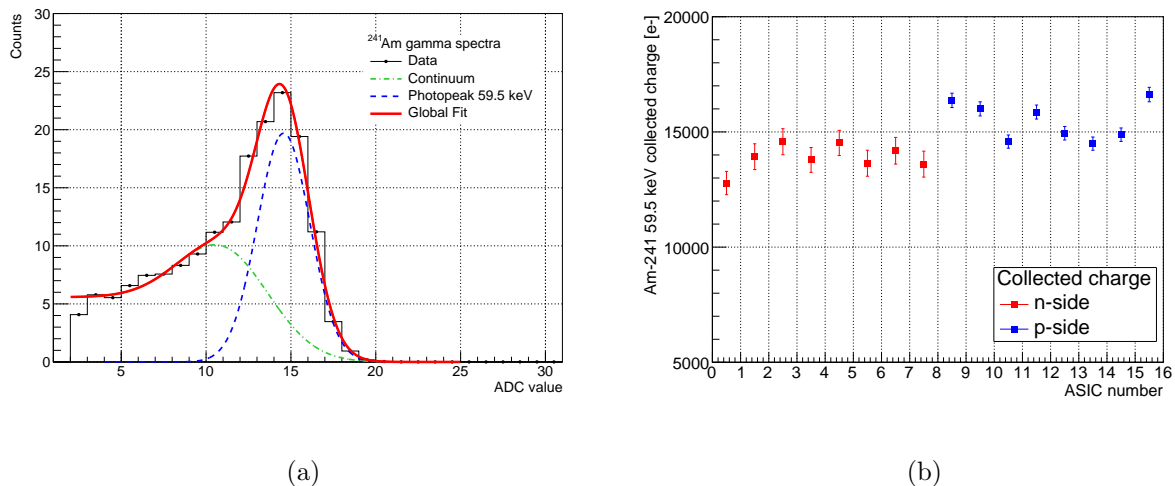 Counts
30
25
20
15
10
5
0
5 10 15 20 25 30
ADC value
²⁴¹Am gamma spectra
Data
Continuum
Photopeak 59.5 keV
Global Fit
(a)
Am-241 59.5 keV collected charge [e-]
20000
15000
10000
5000
0 1 2 3 4 5 6 7 8 9 10 11 12 13 14 15 16
ASIC number
Collected charge
n-side
p-side
(b)